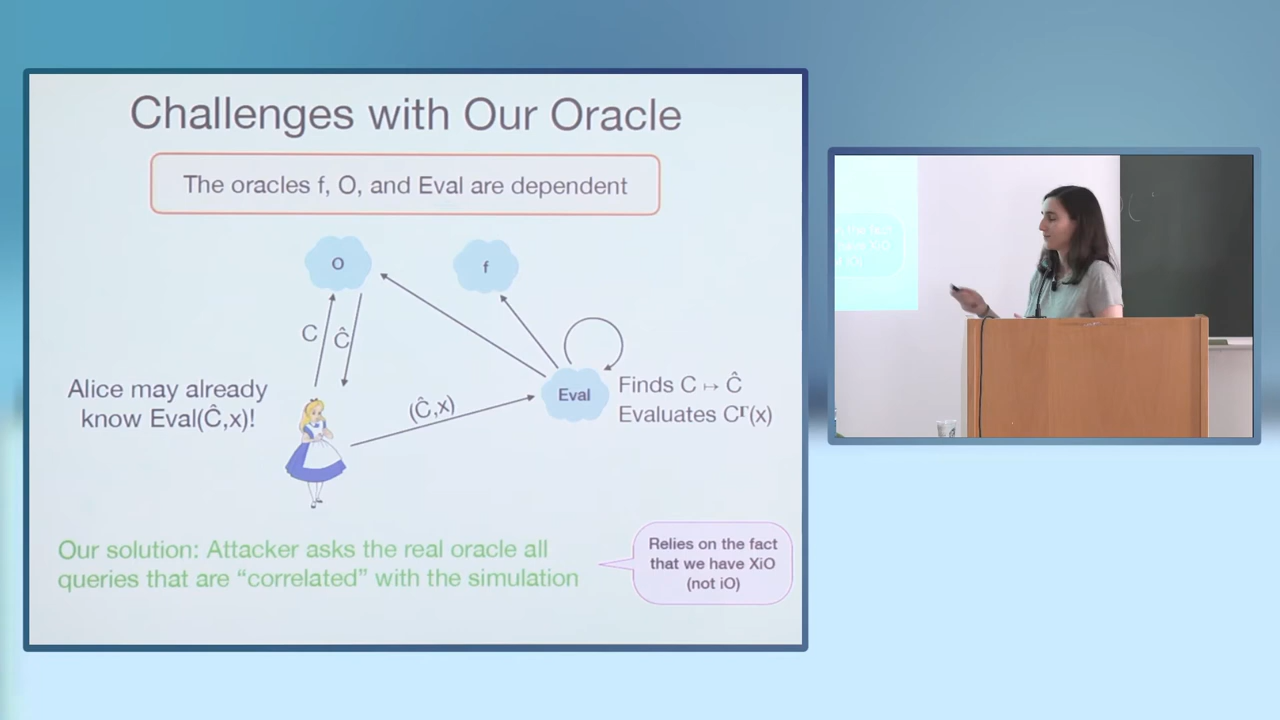 Challenges with Our Oracle
The oracles f, O, and Eval are dependent
O
f
C
Ĉ
Alice may already
know Eval(Ĉ,x)!
(Ĉ,x)
Eval
Finds C ↦ Ĉ
Evaluates C^Γ(x)
Our solution: Attacker asks the real oracle all
queries that are “correlated” with the simulation
Relies on the fact
that we have XiO
(not iO)